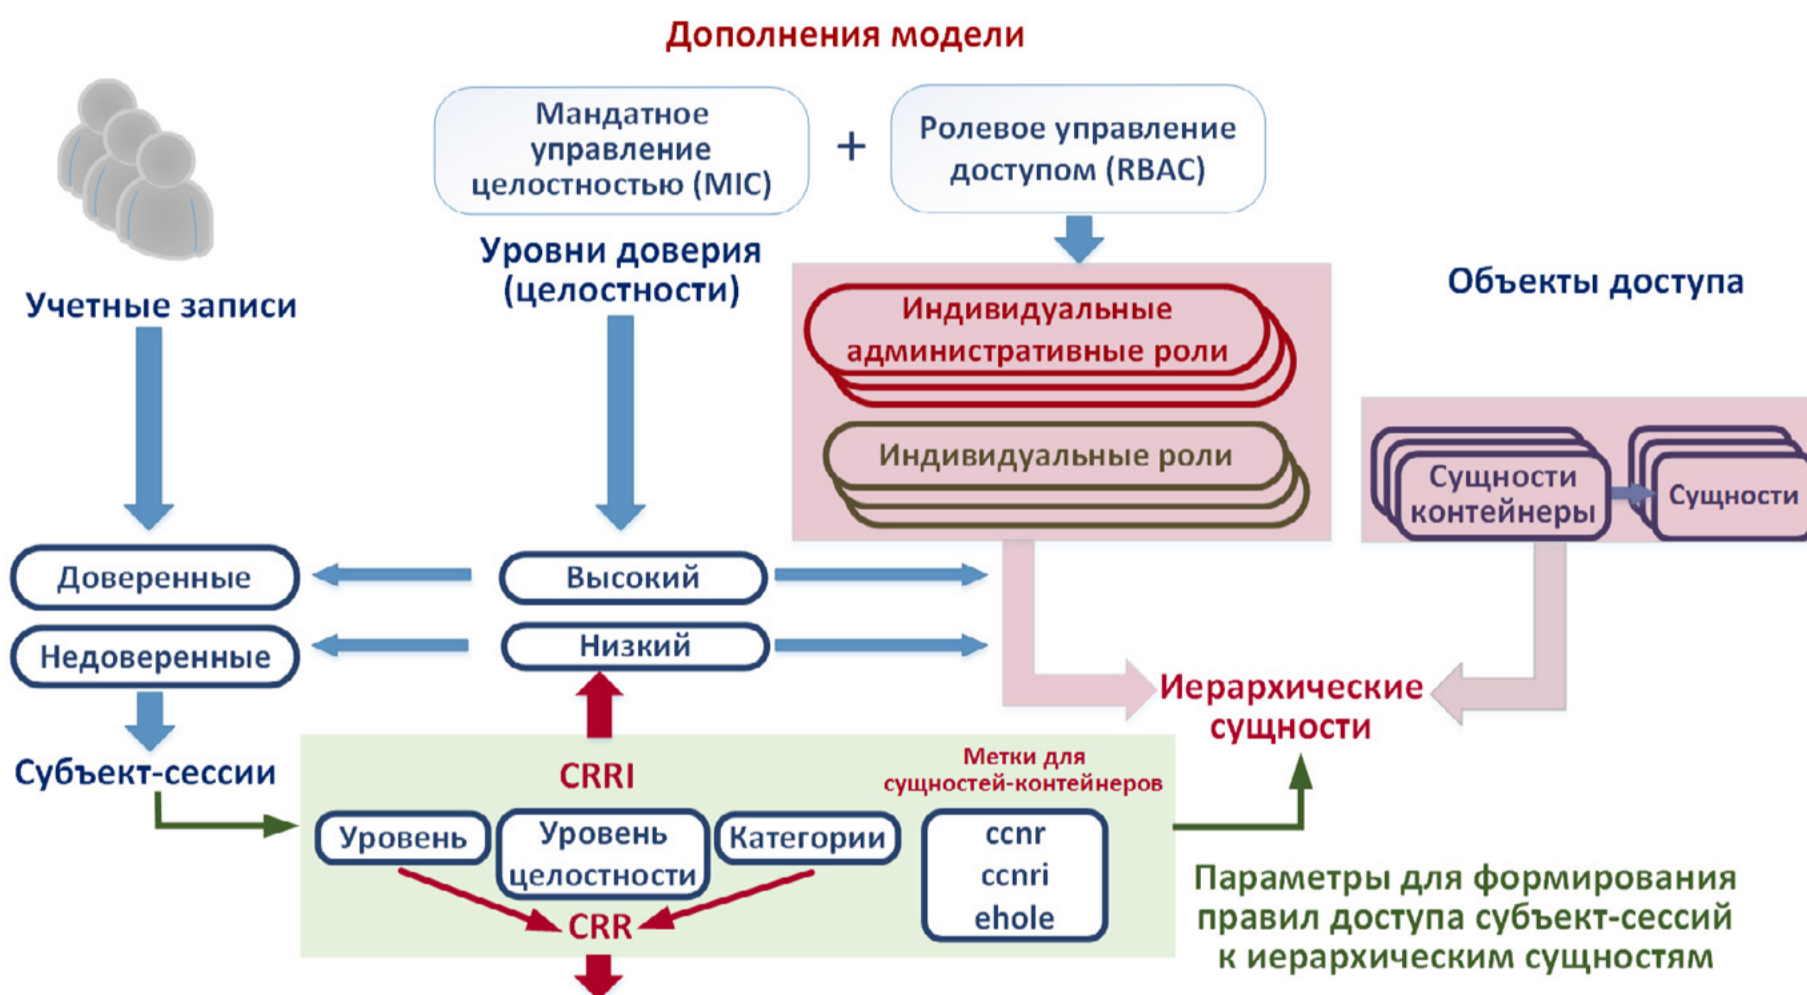 Дополнения модели
Мандатное
управление
целостностью (MIC)
+
Ролевое управление
доступом (RBAC)
Учетные записи
Уровни доверия
(целостности)
Индивидуальные
административные роли
Индивидуальные роли
Объекты доступа
Сущности
контейнеры
Сущности
Доверенные
Высокий
Недоверенные
Низкий
Иерархические
сущности
Субъект-сессии
CRRI
Метки для
сущностей-контейнеров
Уровень
Уровень
целостности
Категории
CRR
ccnr
ccnri
ehole
Параметры для формирования
правил доступа субъект-сессий
к иерархическим сущностям